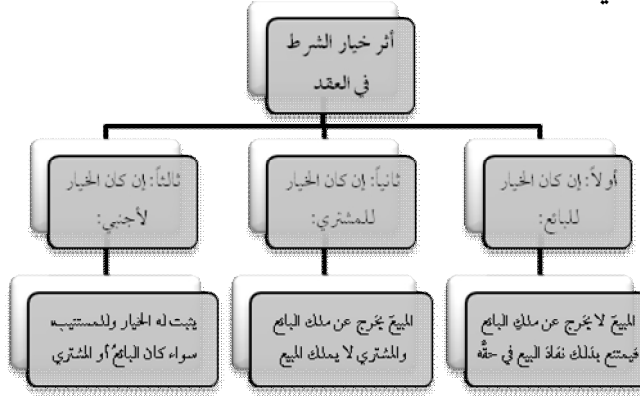 أثر خيار الشرط
في العقد
أولاً: إن كان الخيار
للبائع:
ثانياً: إن كان الخيار
للمشتري:
ثالثاً: إن كان الخيار
لأجنبي:
المبيعَ لا يخرج عن ملكِ البائع
فيمتنع بذلك نفاذ البيع في حقِّه
المبيعَ يخرج عن ملك البائع
والمشتري لا يملك المبيع
يثبت له الخيار وللمستنيب،
سواء كان البائعُ أو المشتري